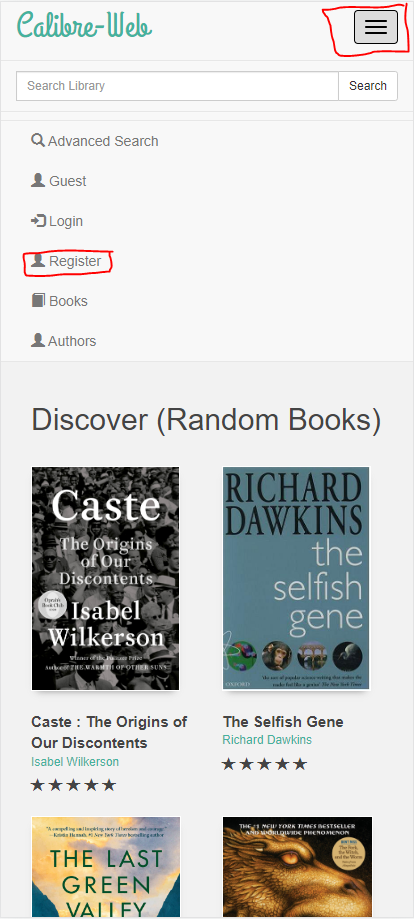 Calibre-Web
Search Library
Search
Advanced Search
Guest
Login
Register
Books
Authors
Discover (Random Books)
Caste
The Origins
of Our
Discontents
Isabel
Wilkerson
Winner of the Pulitzer Prize
Author of THE WARMTH OF OTHER SUNS
RICHARD
DAWKINS
the
selfish
gene
OXFORD
Caste : The Origins of
Our Discontents
Isabel Wilkerson
The Selfish Gene
Richard Dawkins
THE LAST
GREEN
VALLEY
THE #1 NEW YORK TIMES BESTSELLER
AND WORLDWIDE PHENOMENON